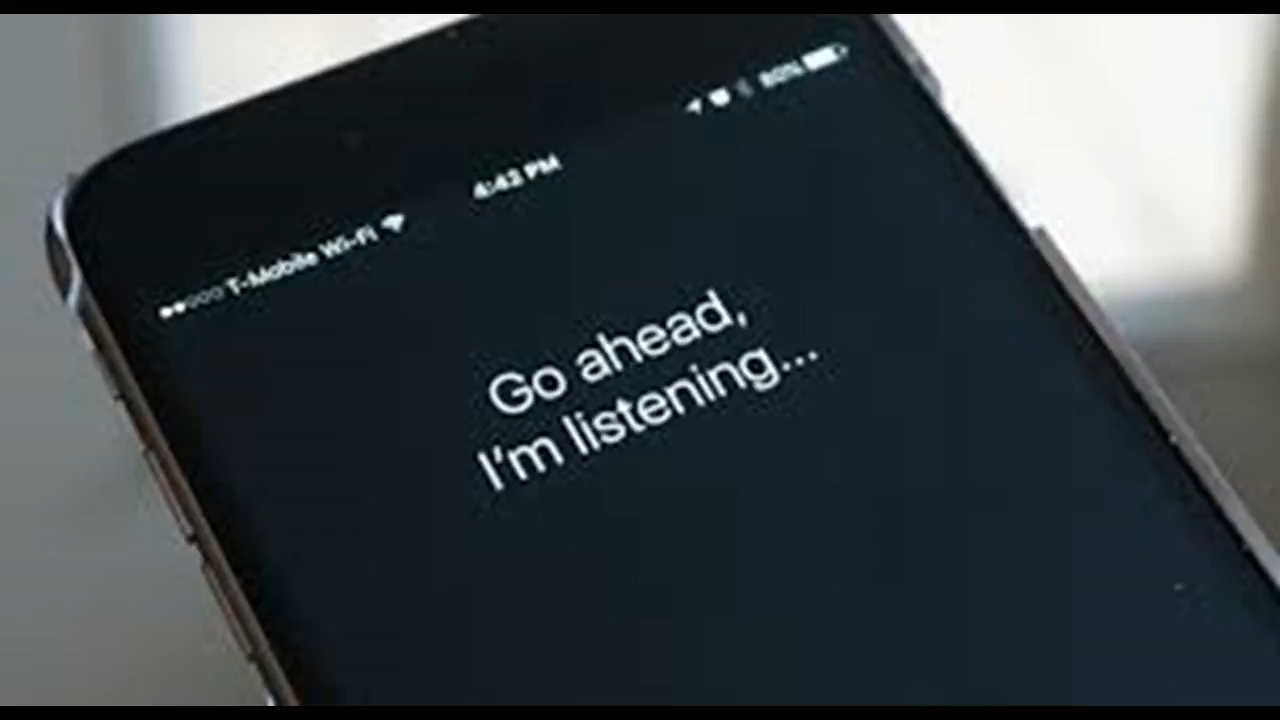 T-Mobile Wi-Fi
4:42 PM
80%
Go ahead,
I'm listening...